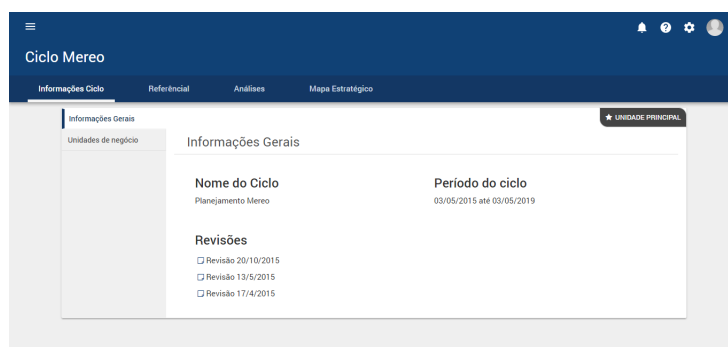 Ciclo Mereo
Informações Ciclo Referêncial Análises Mapa Estratégico
Informações Gerais
Unidades de negócio
UNIDADE PRINCIPAL
Informações Gerais
Nome do Ciclo
Planejamento Mereo
Período do ciclo
03/05/2015 até 03/05/2019
Revisões
Revisão 20/10/2015
Revisão 13/5/2015
Revisão 17/4/2015